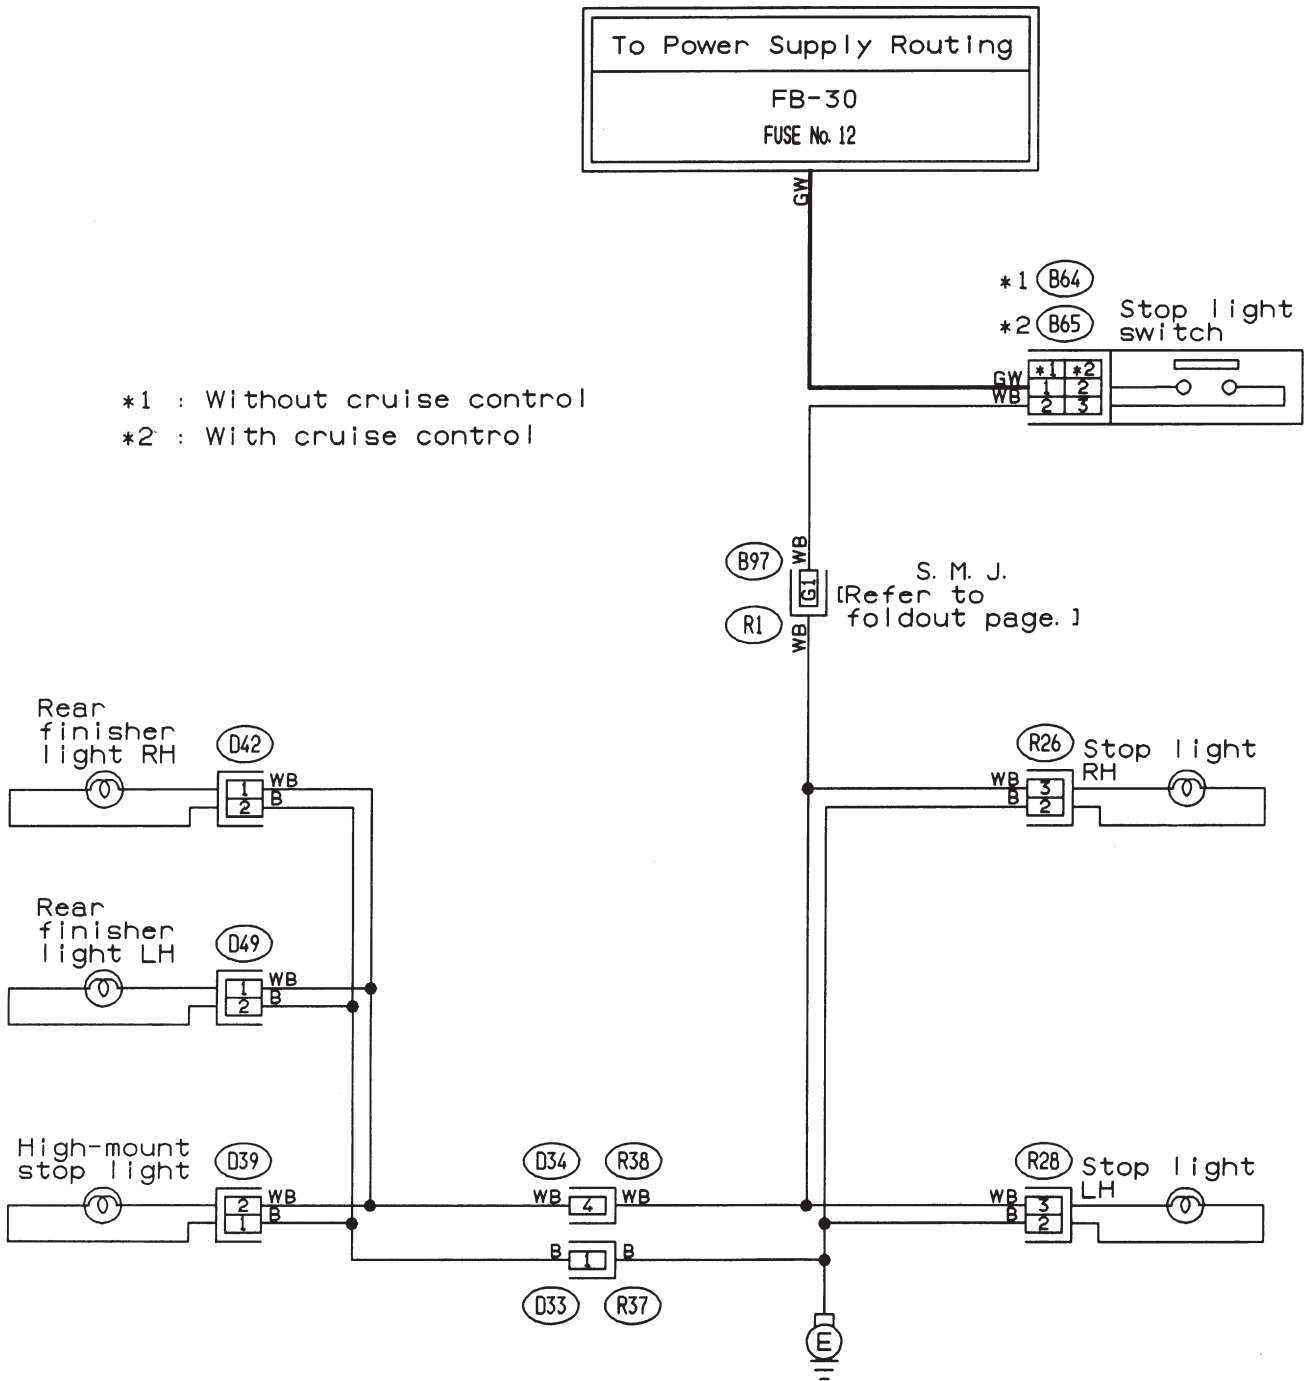 To Power Supply Routing
FB-30
FUSE No. 12
GW
*1 B64
*2 B65
Stop light
switch
*1 *2
GW 1 2
WB 2 3
*1 : Without cruise control
*2 : With cruise control
WB
B97
G1
R1
WB
S. M. J.
[Refer to
foldout page.]
Rear
finisher
light RH
D42
1 WB
2 B
R26
Stop light
RH
WB 3
B 2
Rear
finisher
light LH
D49
1 WB
2 B
High-mount
stop light
D39
2 WB
1 B
D34 R38
WB 4 WB
B 1 B
D33 R37
R28
Stop light
LH
WB 3
B 2
E